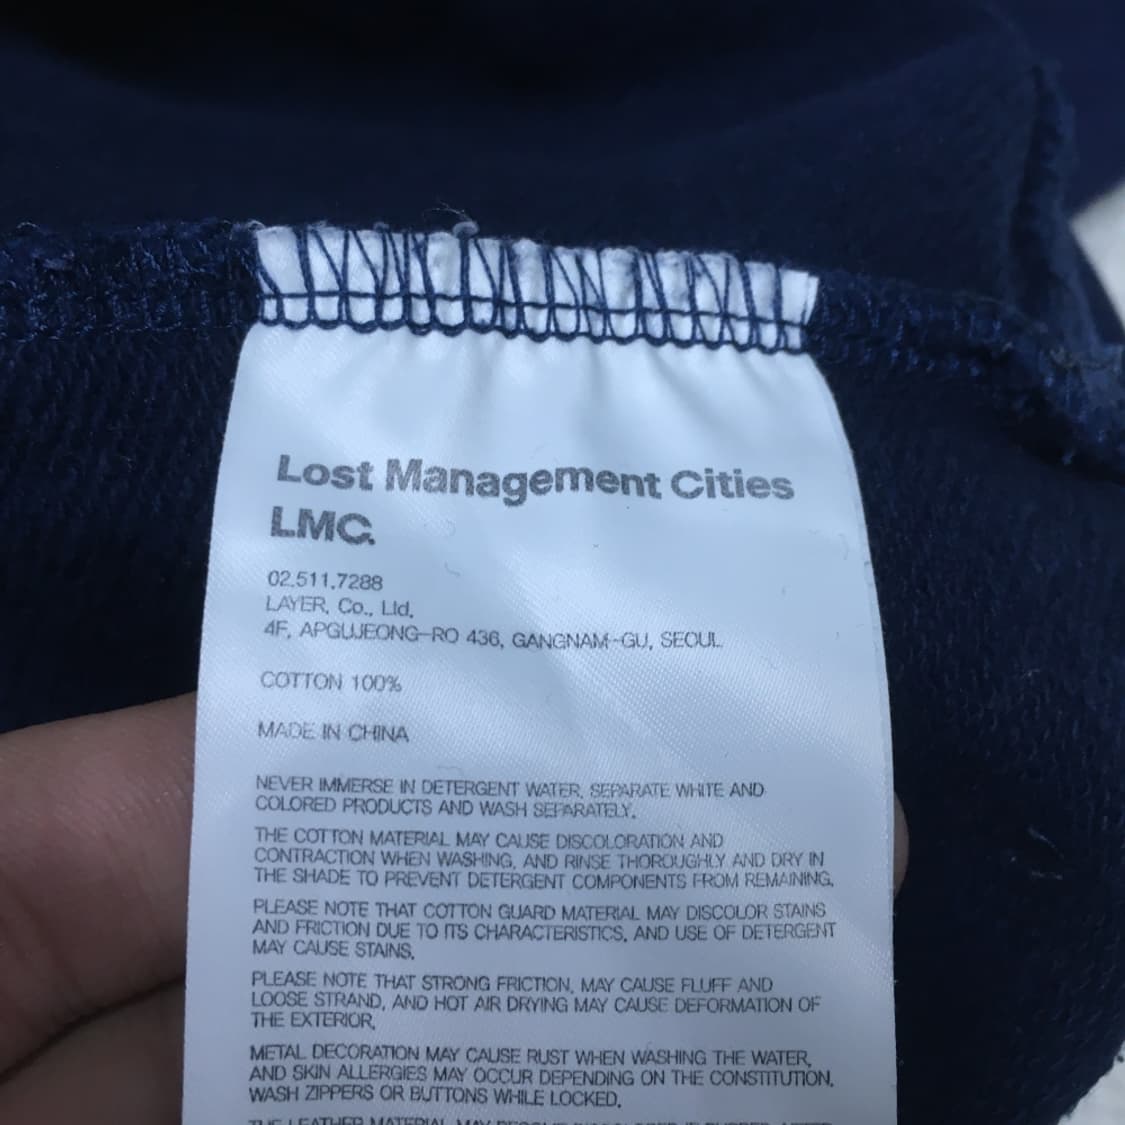 Lost Management Cities
LMC.
02.511.7288
LAYER, Co., Ltd.
4F, APGUJEONG-RO 436, GANGNAM-GU, SEOUL
COTTON 100%
MADE IN CHINA
NEVER IMMERSE IN DETERGENT WATER, SEPARATE WHITE AND
COLORED PRODUCTS AND WASH SEPARATELY.
THE COTTON MATERIAL MAY CAUSE DISCOLORATION AND
CONTRACTION WHEN WASHING, AND RINSE THOROUGHLY AND DRY IN
THE SHADE TO PREVENT DETERGENT COMPONENTS FROM REMAINING.
PLEASE NOTE THAT COTTON GUARD MATERIAL MAY DISCOLOR STAINS
AND FRICTION DUE TO ITS CHARACTERISTICS, AND USE OF DETERGENT
MAY CAUSE STAINS.
PLEASE NOTE THAT STRONG FRICTION, MAY CAUSE FLUFF AND
LOOSE STRAND, AND HOT AIR DRYING MAY CAUSE DEFORMATION OF
THE EXTERIOR.
METAL DECORATION MAY CAUSE RUST WHEN WASHING THE WATER,
AND SKIN ALLERGIES MAY OCCUR DEPENDING ON THE CONSTITUTION.
WASH ZIPPERS OR BUTTONS WHILE LOCKED.
THE LEATHER MATERIAL MAY